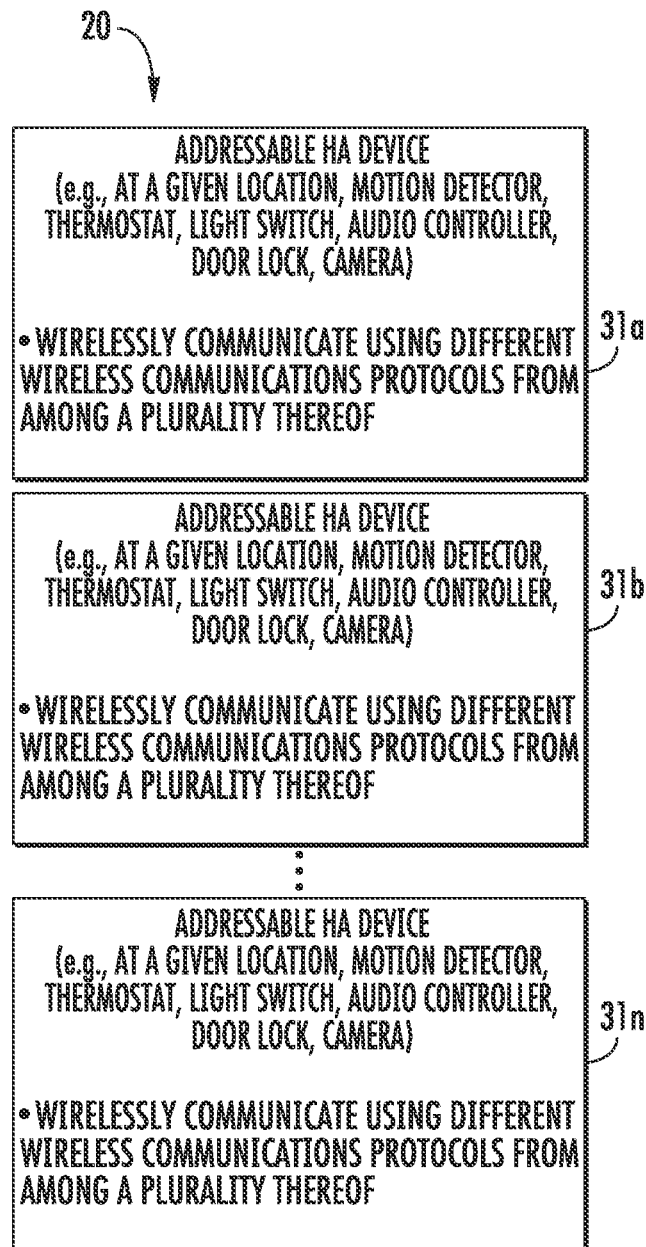 20
ADDRESSABLE HA DEVICE
(e.g., AT A GIVEN LOCATION, MOTION DETECTOR,
THERMOSTAT, LIGHT SWITCH, AUDIO CONTROLLER,
DOOR LOCK, CAMERA)
• WIRELESSLY COMMUNICATE USING DIFFERENT
WIRELESS COMMUNICATIONS PROTOCOLS FROM
AMONG A PLURALITY THEREOF
31a
ADDRESSABLE HA DEVICE
(e.g., AT A GIVEN LOCATION, MOTION DETECTOR,
THERMOSTAT, LIGHT SWITCH, AUDIO CONTROLLER,
DOOR LOCK, CAMERA)
• WIRELESSLY COMMUNICATE USING DIFFERENT
WIRELESS COMMUNICATIONS PROTOCOLS FROM
AMONG A PLURALITY THEREOF
31b
ADDRESSABLE HA DEVICE
(e.g., AT A GIVEN LOCATION, MOTION DETECTOR,
THERMOSTAT, LIGHT SWITCH, AUDIO CONTROLLER,
DOOR LOCK, CAMERA)
• WIRELESSLY COMMUNICATE USING DIFFERENT
WIRELESS COMMUNICATIONS PROTOCOLS FROM
AMONG A PLURALITY THEREOF
31n